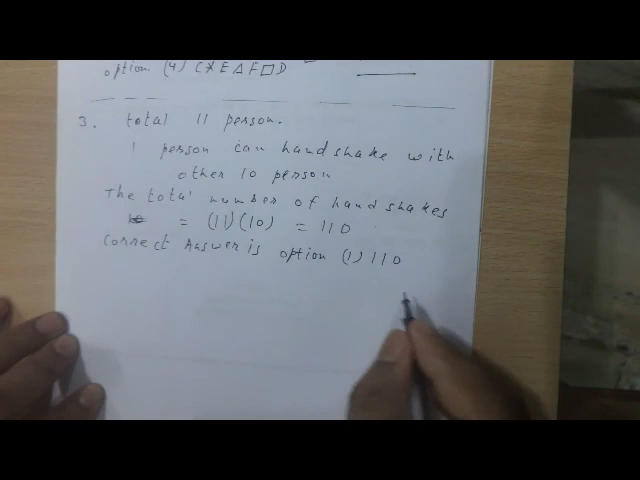 option (4) C*E∆F□D
3. total 11 person.
1 person can handshake with
other 10 person
The total number of handshakes
= (11)(10) = 110
Correct Answer is option (1) 110